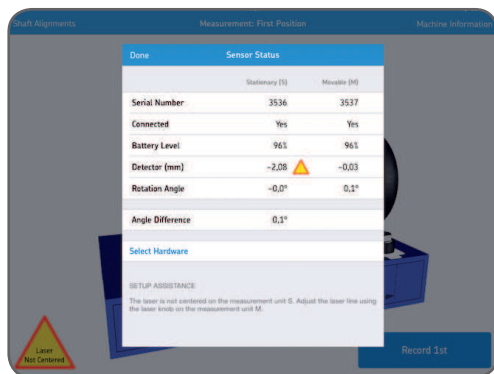 Shaft Alignments Measurement: First Position Machine Information
Done Sensor Status
Stationary (S) Movable (M)
Serial Number 3536 3537
Connected Yes Yes
Battery Level 96% 96%
Detector (mm) -2,08 -0,03
Rotation Angle -0,0° 0,1°
Angle Difference 0,1°
Select Hardware
SETUP ASSISTANCE
The laser is not centered on the measurement unit S. Adjust the laser line using
the laser knob on the measurement unit M.
Laser
Not Centered
Record 1st